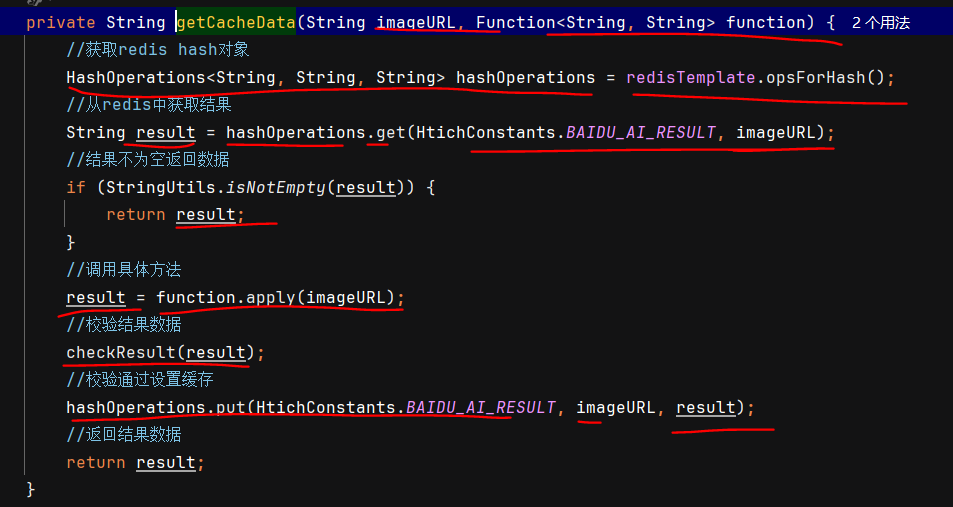 private String getCacheData(String imageURL, Function<String, String> function) { 2 个用法
//获取redis hash对象
HashOperations<String, String, String> hashOperations = redisTemplate.opsForHash();
//从redis中获取结果
String result = hashOperations.get(HtichConstants.BAIDU_AI_RESULT, imageURL);
//结果不为空返回数据
if (StringUtils.isNotEmpty(result)) {
return result;
}
//调用具体方法
result = function.apply(imageURL);
//校验结果数据
checkResult(result);
//校验通过设置缓存
hashOperations.put(HtichConstants.BAIDU_AI_RESULT, imageURL, result);
//返回结果数据
return result;
}